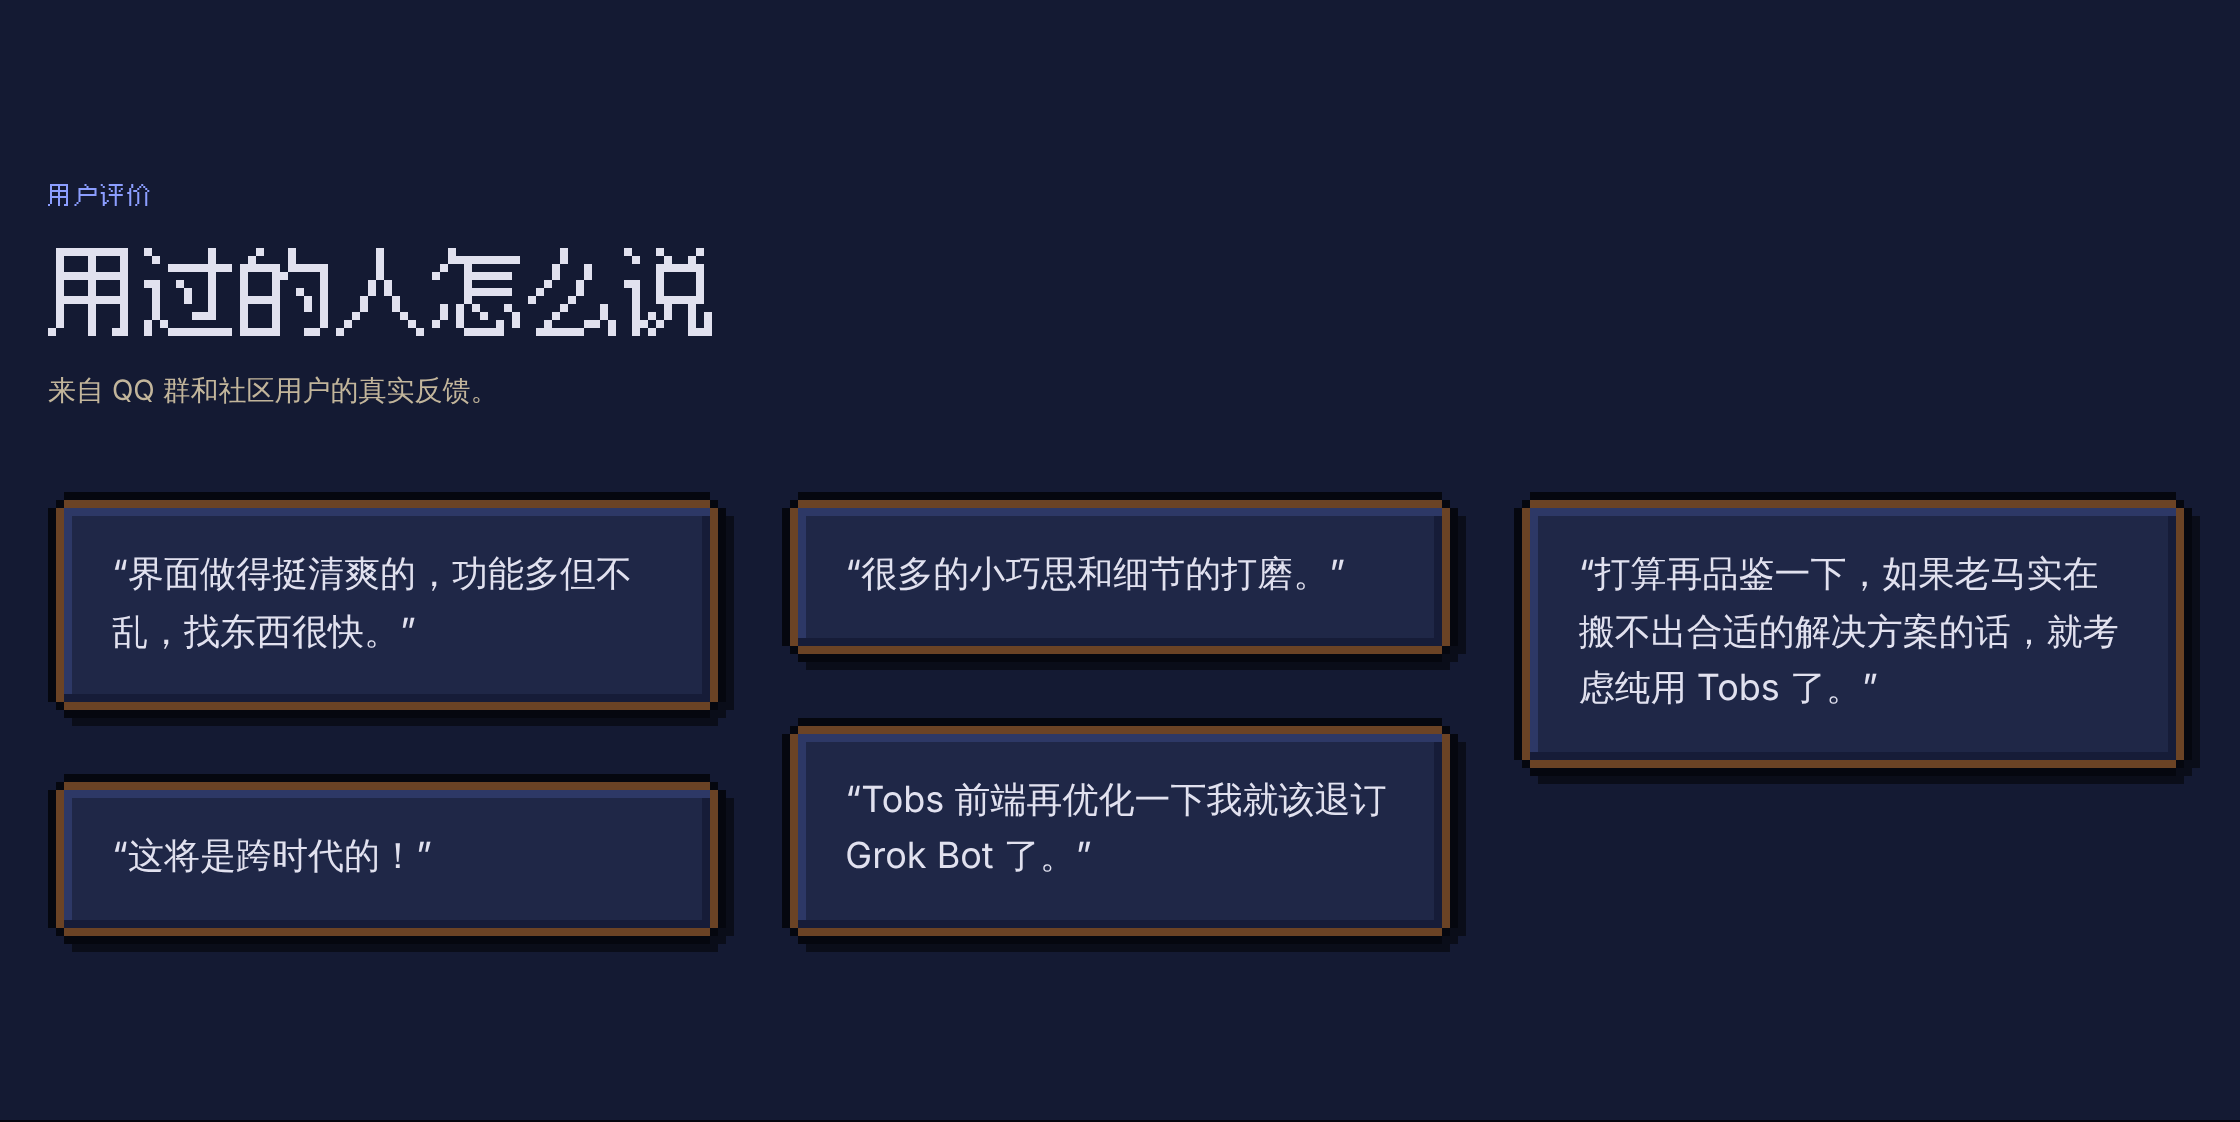 用户评价
用过的人怎么说
来自 QQ 群和社区用户的真实反馈。
“界面做得挺清爽的，功能多但不
乱，找东西很快。”
“这将是跨时代的！”
“很多的小巧思和细节的打磨。”
“Tobs 前端再优化一下我就该退订
Grok Bot 了。”
“打算再品鉴一下，如果老马实在
搬不出合适的解决方案的话，就考
虑纯用 Tobs 了。”